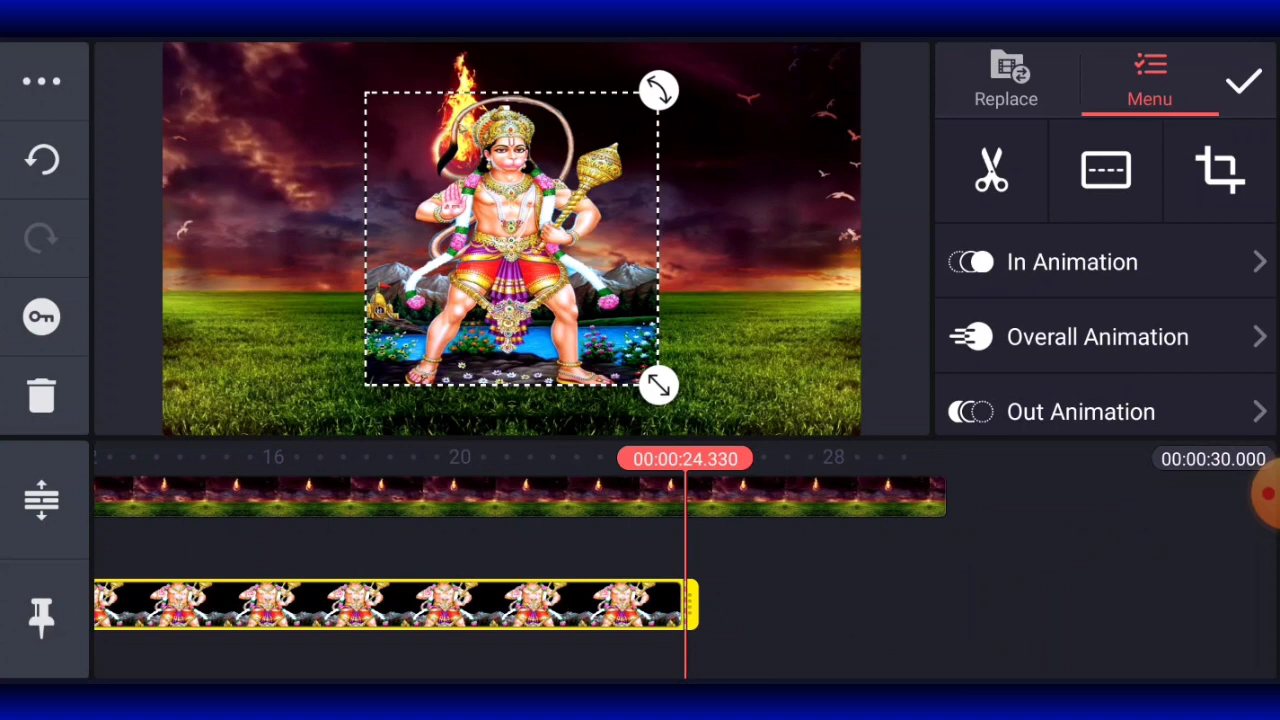 Replace
Menu
In Animation
Overall Animation
Out Animation
16
20
00:00:24.330
28
00:00:30.000